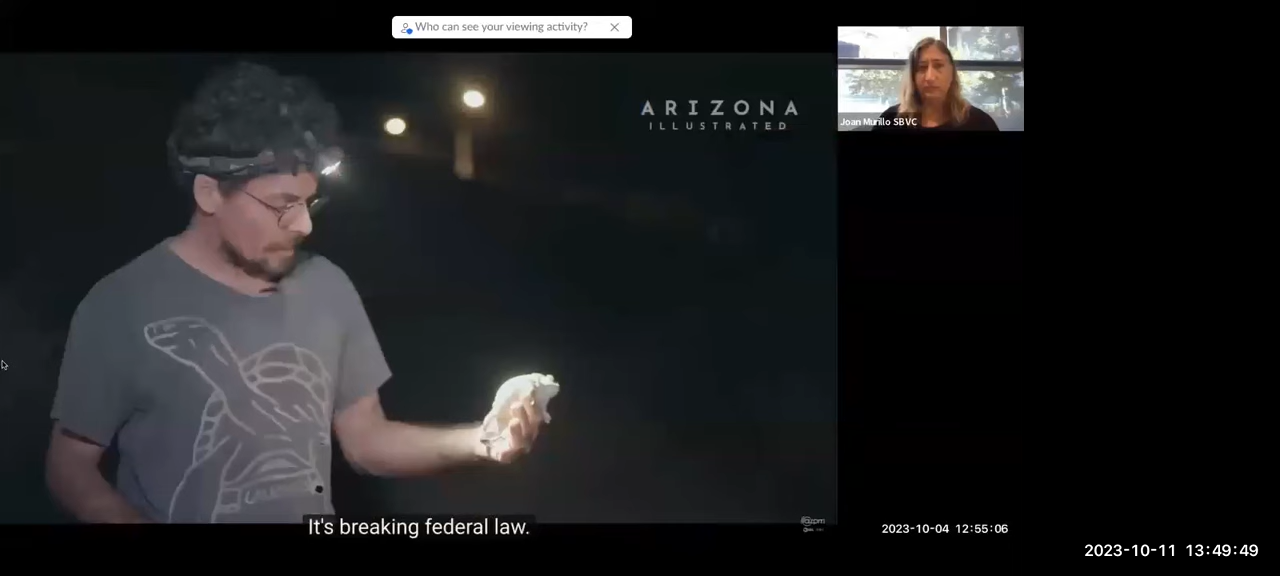 Who can see your viewing activity?
ARIZONA
ILLUSTRATED
Joan Murillo SBVC
It's breaking federal law.
azpm
2023-10-04 12:55:06
2023-10-11 13:49:49